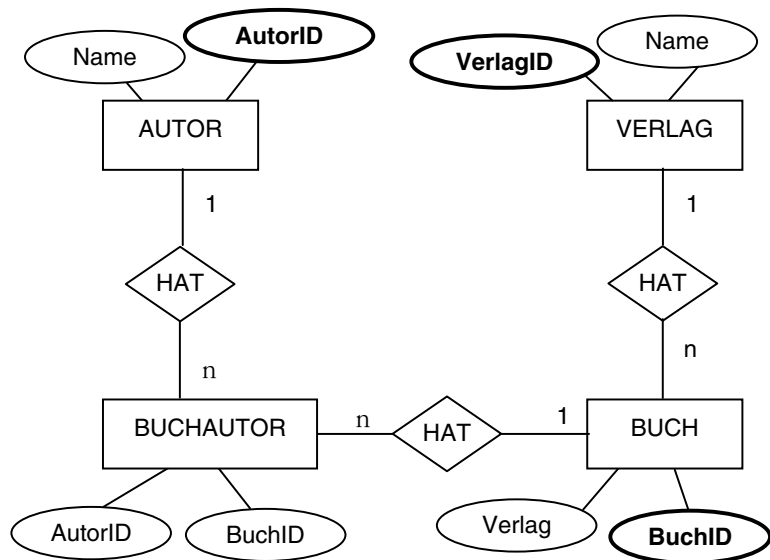 Name
AutorID
VerlagID
Name
AUTOR
VERLAG
1
1
HAT
HAT
n
n
BUCHAUTOR
n
HAT
1
BUCH
AutorID
BuchID
Verlag
BuchID